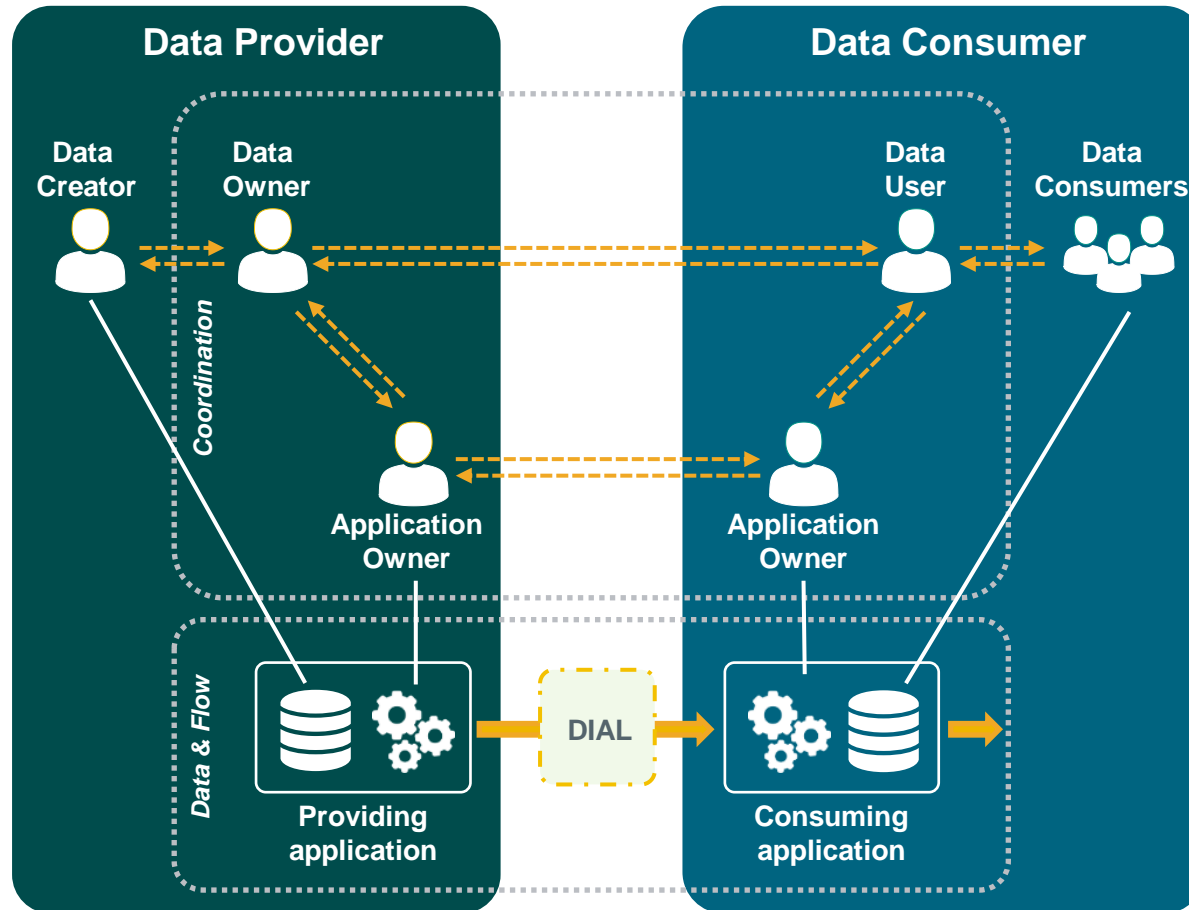 Data Provider
Data Consumer
Data
Creator
Data
Owner
Data
User
Data
Consumers
Coordination
Application
Owner
Application
Owner
Data & Flow
DIAL
Providing
application
Consuming
application